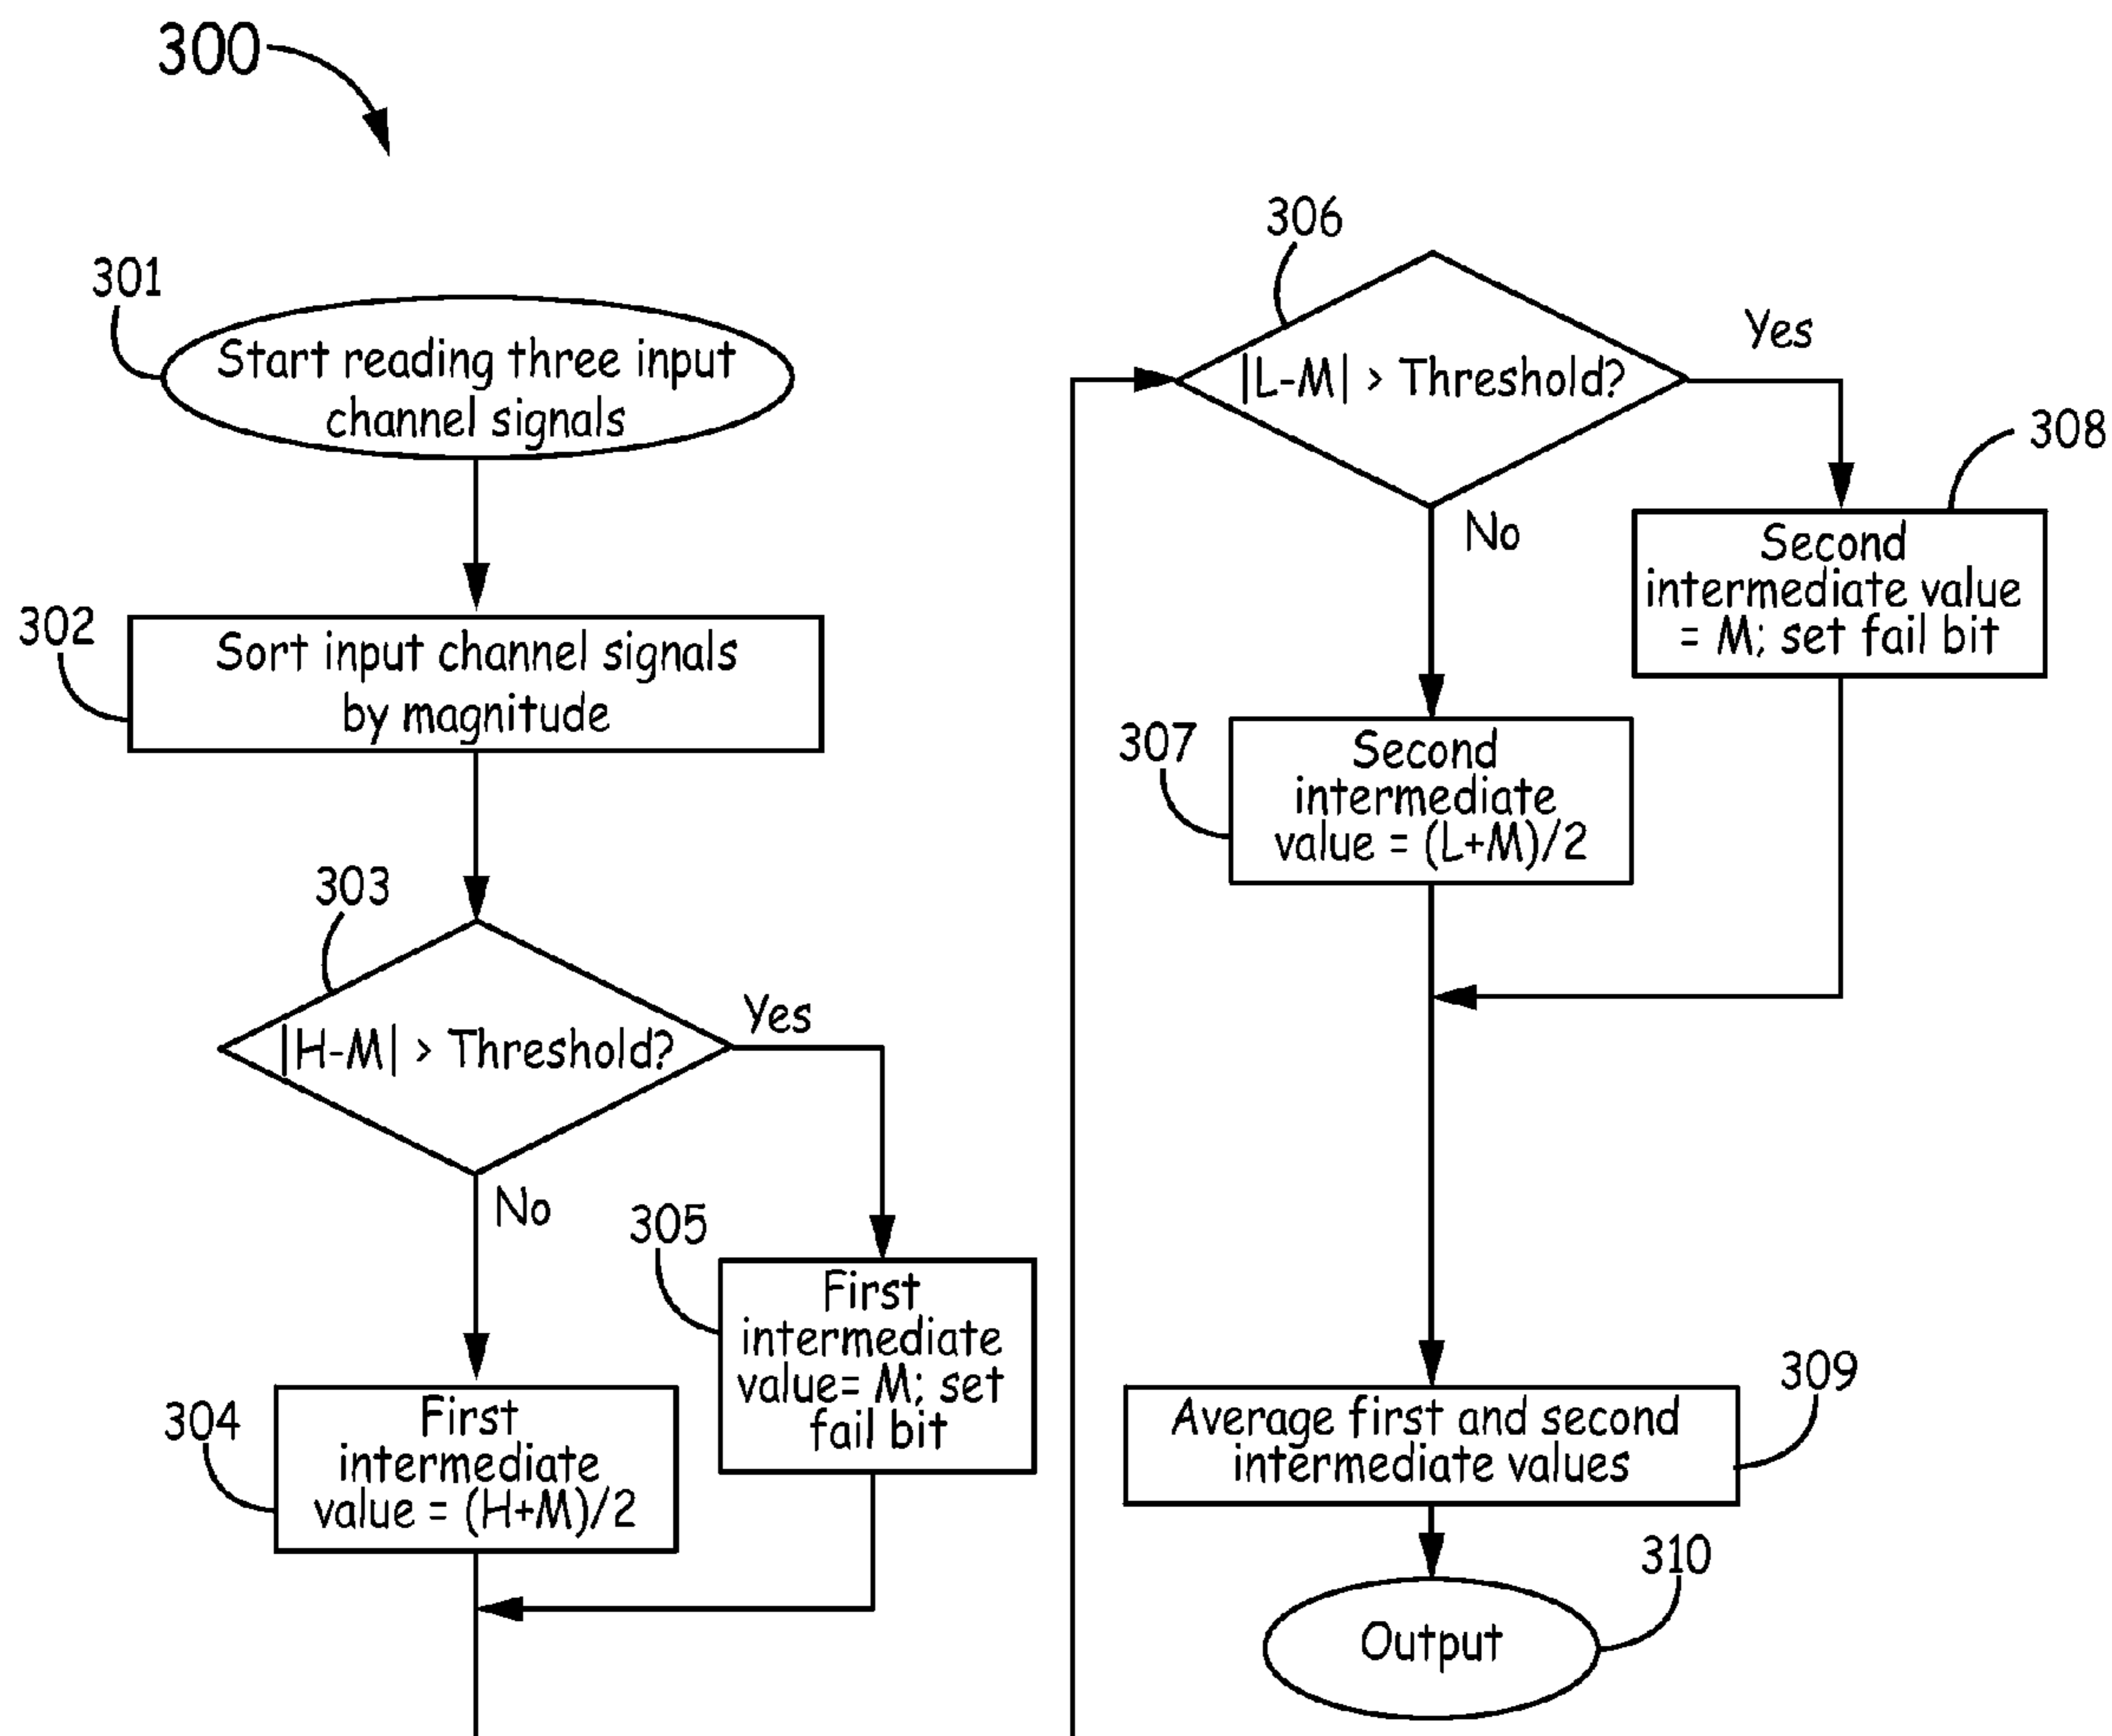 300
301
Start reading three input
channel signals
302
Sort input channel signals
by magnitude
303
|H-M| > Threshold?
Yes
No
305
First
intermediate
value= M; set
fail bit
304
First
intermediate
value = (H+M)/2
306
|L-M| > Threshold?
Yes
No
308
Second
intermediate value
= M; set fail bit
307
Second
intermediate
value = (L+M)/2
309
Average first and second
intermediate values
310
Output